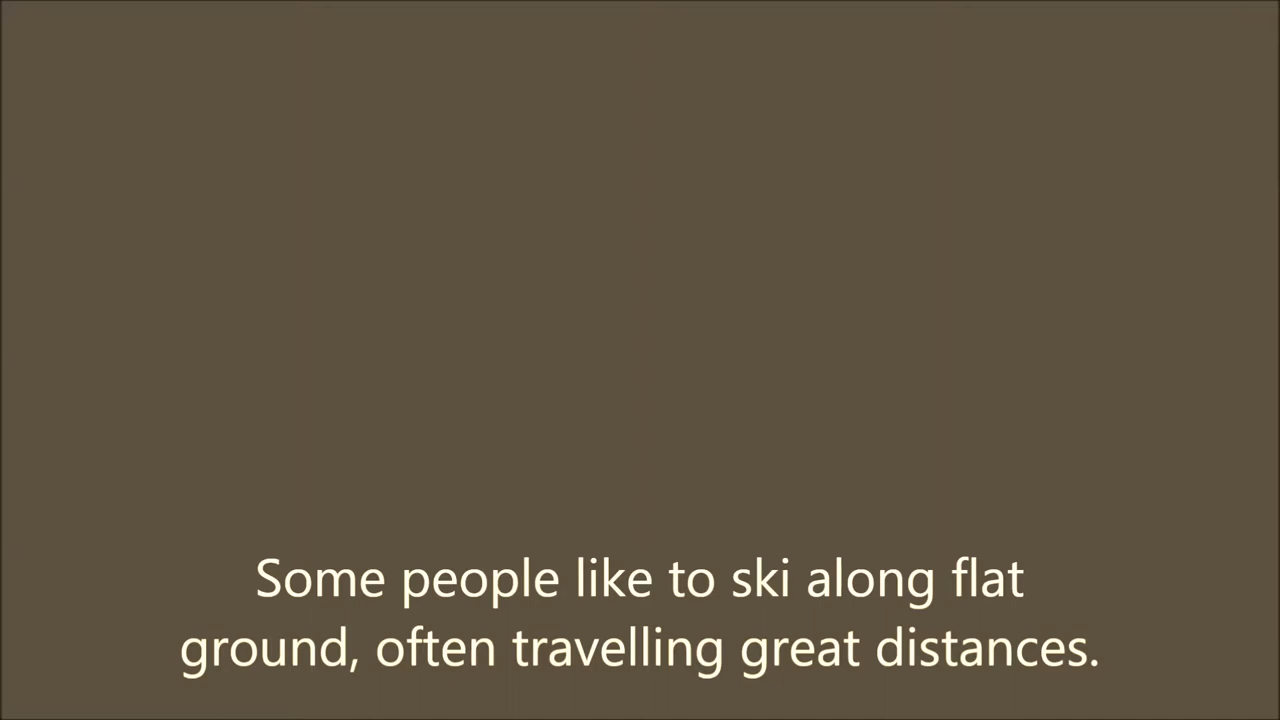 Some people like to ski along flat
ground, often travelling great distances.